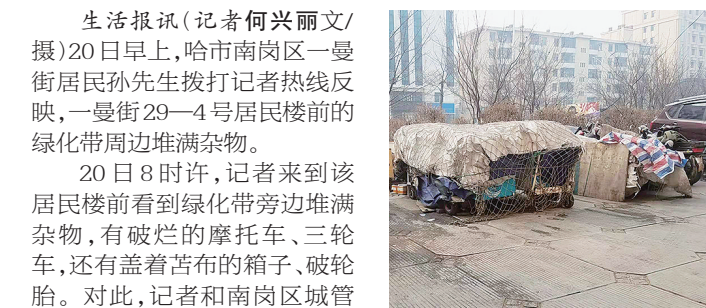 生活报讯(记者何兴丽文/
摄)20日早上,哈市南岗区一曼
街居民孙先生拨打记者热线反
映,一曼街29—4号居民楼前的
绿化带周边堆满杂物。
20日8时许,记者来到该
居民楼前看到绿化带旁边堆满
杂物,有破烂的摩托车、三轮
车,还有盖着苫布的箱子、破轮
胎。对此,记者和南岗区城管